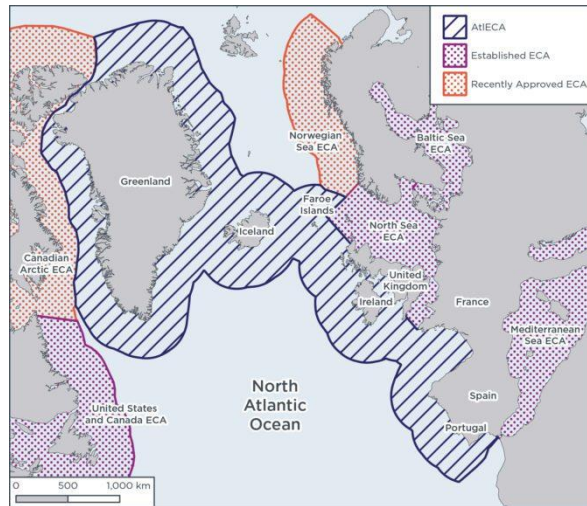 AtlECA
Established ECA
Recently Approved ECA
Norwegian
Sea ECA
Baltic Sea
ECA
Greenland
Faroe
Islands
Iceland
North Sea
ECA
Canadian
Arctic ECA
United
Kingdom
Ireland
France
Mediterranean
Sea ECA
United States
and Canada ECA
North
Atlantic
Ocean
Spain
Portugal
0 500 1,000 km